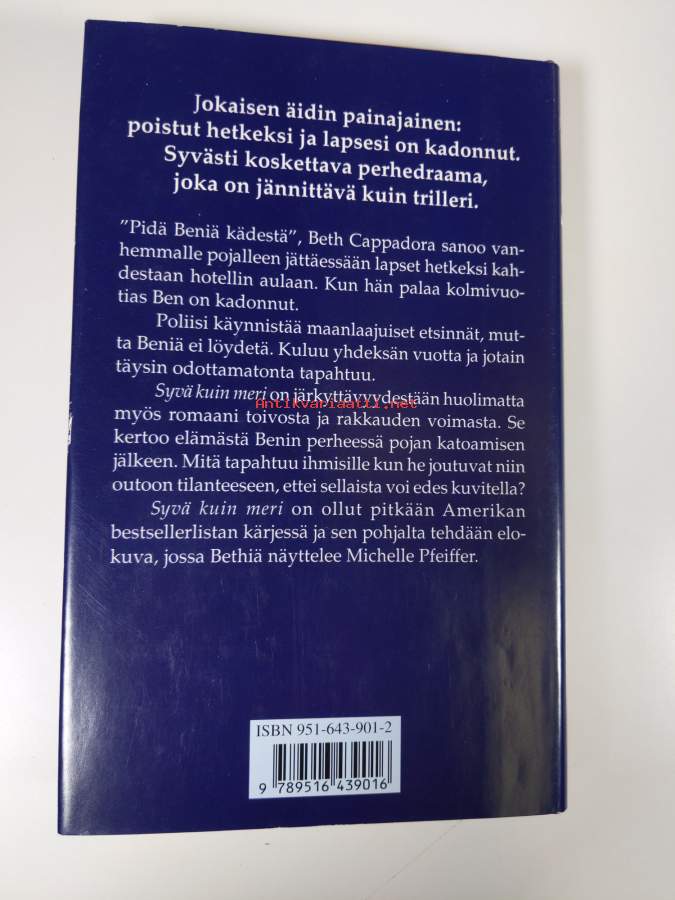 Jokaisen äidin painajainen:
poistut hetkeksi ja lapsesi on kadonnut.
Syvästi koskettava perhedraama,
joka on jännittävä kuin trilleri.
”Pidä Beniä kädestä”, Beth Cappadora sanoo van-
hemmalle pojalleen jättäessään lapset hetkeksi kah-
destaan hotellin aulaan. Kun hän palaa kolmivuo-
tias Ben on kadonnut.
Poliisi käynnistää maanlaajuiset etsinnät, mut-
ta Beniä ei löydetä. Kuluu yhdeksän vuotta ja jotain
täysin odottamatonta tapahtuu.
Syvä kuin meri on järkyttävyydestään huolimatta
Antikvariaatti.net
myös romaani toivosta ja rakkauden voimasta. Se
kertoo elämästä Benin perheessä pojan katoamisen
jälkeen. Mitä tapahtuu ihmisille kun he joutuvat niin
outoon tilanteeseen, ettei sellaista voi edes kuvitella?
Syvä kuin meri on ollut pitkään Amerikan
bestsellerlistan kärjessä ja sen pohjalta tehdään elo-
kuva, jossa Bethiä näyttelee Michelle Pfeiffer.
ISBN 951-643-901-2
9 789516 439016